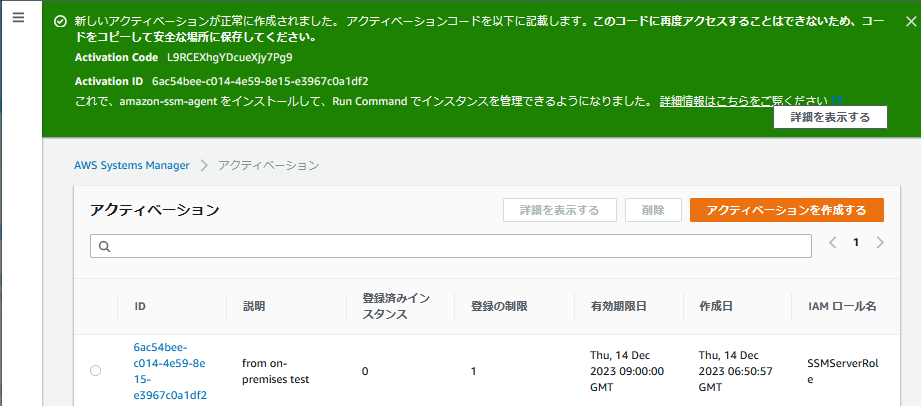 新しいアクティベーションが正常に作成されました。 アクティベーションコードを以下に記載します。このコードに再度アクセスすることはできないため、コー
ドをコピーして安全な場所に保存してください。
Activation Code L9RCEXhgYDcueXjy7Pg9
Activation ID 6ac54bee-c014-4e59-8e15-e3967c0a1df2
これで、amazon-ssm-agent をインストールして、Run Command でインスタンスを管理できるようになりました。 詳細情報はこちらをご覧ください
詳細を表示する
AWS Systems Manager > アクティベーション
アクティベーション
詳細を表示する
削除
アクティベーションを作成する
1
ID
説明
登録済みイン
スタンス
登録の制限
有効期限日
作成日
IAM ロール名
6ac54bee-
c014-4e59-8e
15-
e3967c0a1df2
from on-
premises test
0
1
Thu, 14 Dec
2023 09:00:00
GMT
Thu, 14 Dec
2023 06:50:57
GMT
SSMServerRol
e